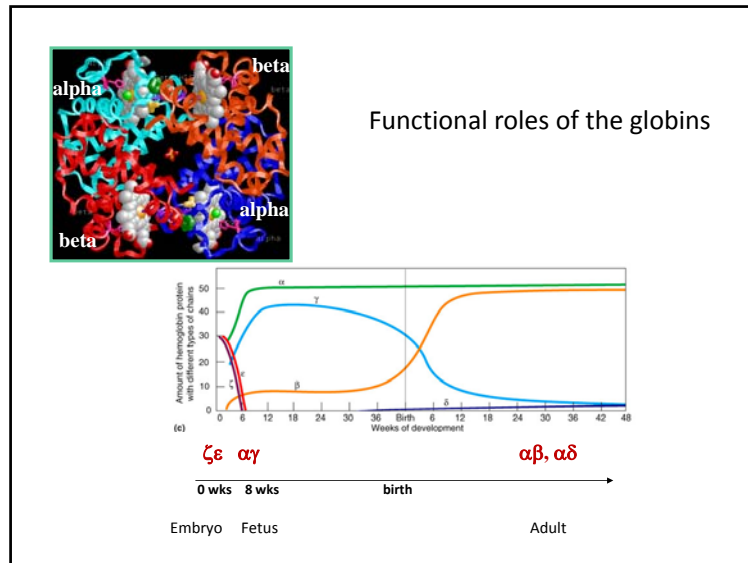 Functional roles of the globins
beta
alpha
alpha
beta
Amount of hemoglobin protein
with different types of chains
50
40
30
20
10
0
α
γ
ζ
ε
β
δ
0 6 12 18 24 30 36 Birth 6 12 18 24 30 36 42 48
Weeks of development
(c)
ζε αγ αβ, αδ
0 wks 8 wks birth
Embryo Fetus Adult